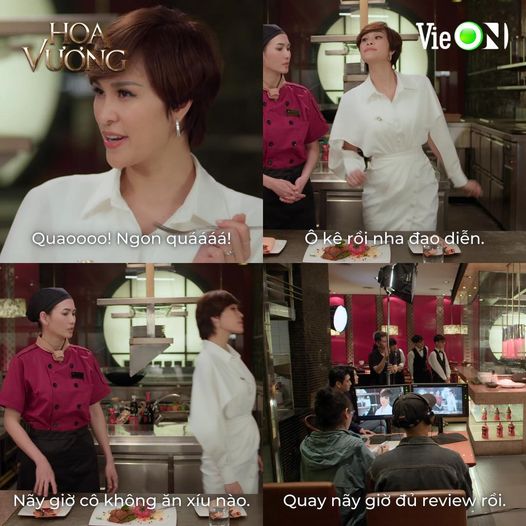 HOA
VƯƠNG
VieON
Quaoooo! Ngon quáááá!
Ô kê rồi nha đạo diễn.
Nãy giờ cô không ăn xíu nào.
Quay nãy giờ đủ review rồi.